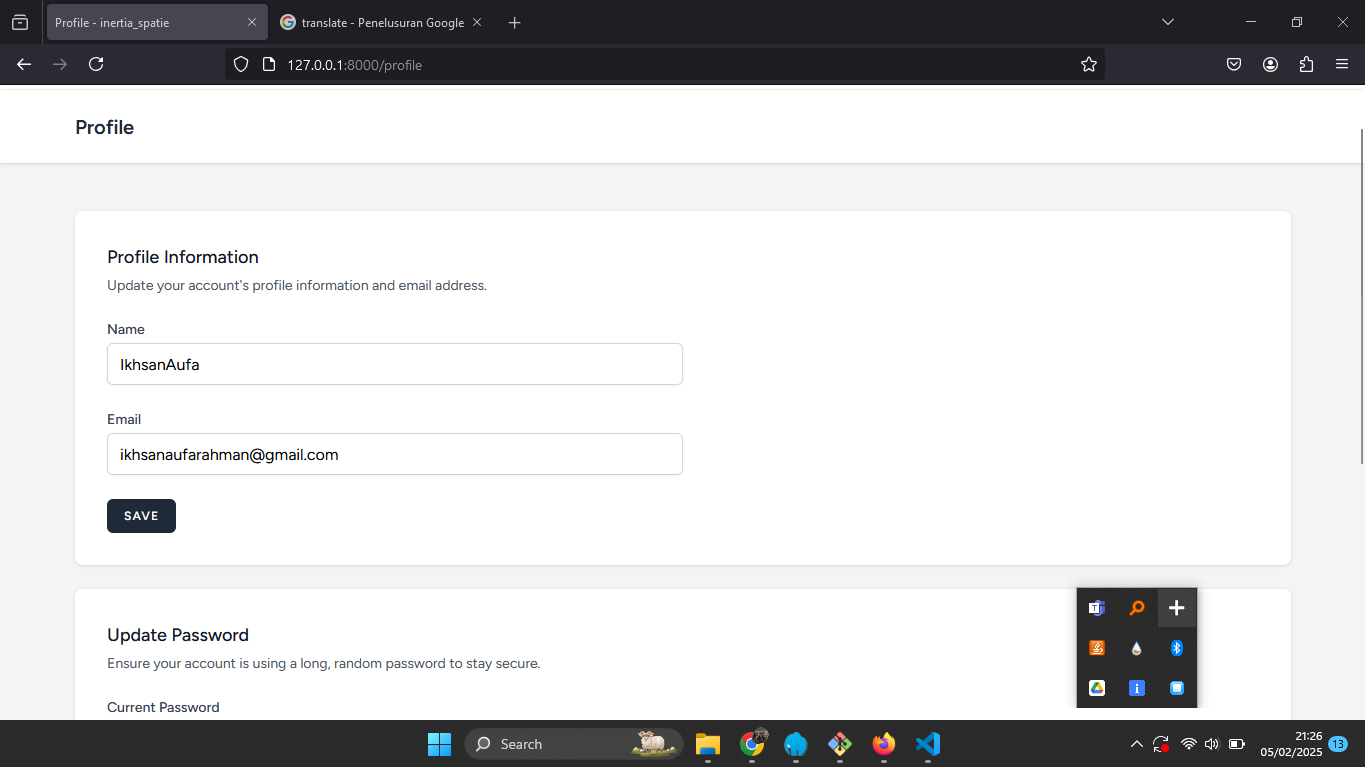 Profile - inertia_spatie
translate - Penelusuran Google
127.0.0.1:8000/profile
Profile
Profile Information
Update your account's profile information and email address.
Name
IkhsanAufa
Email
ikhsanaufarahman@gmail.com
SAVE
Update Password
Ensure your account is using a long, random password to stay secure.
Current Password
Search
21:26
05/02/2025
13